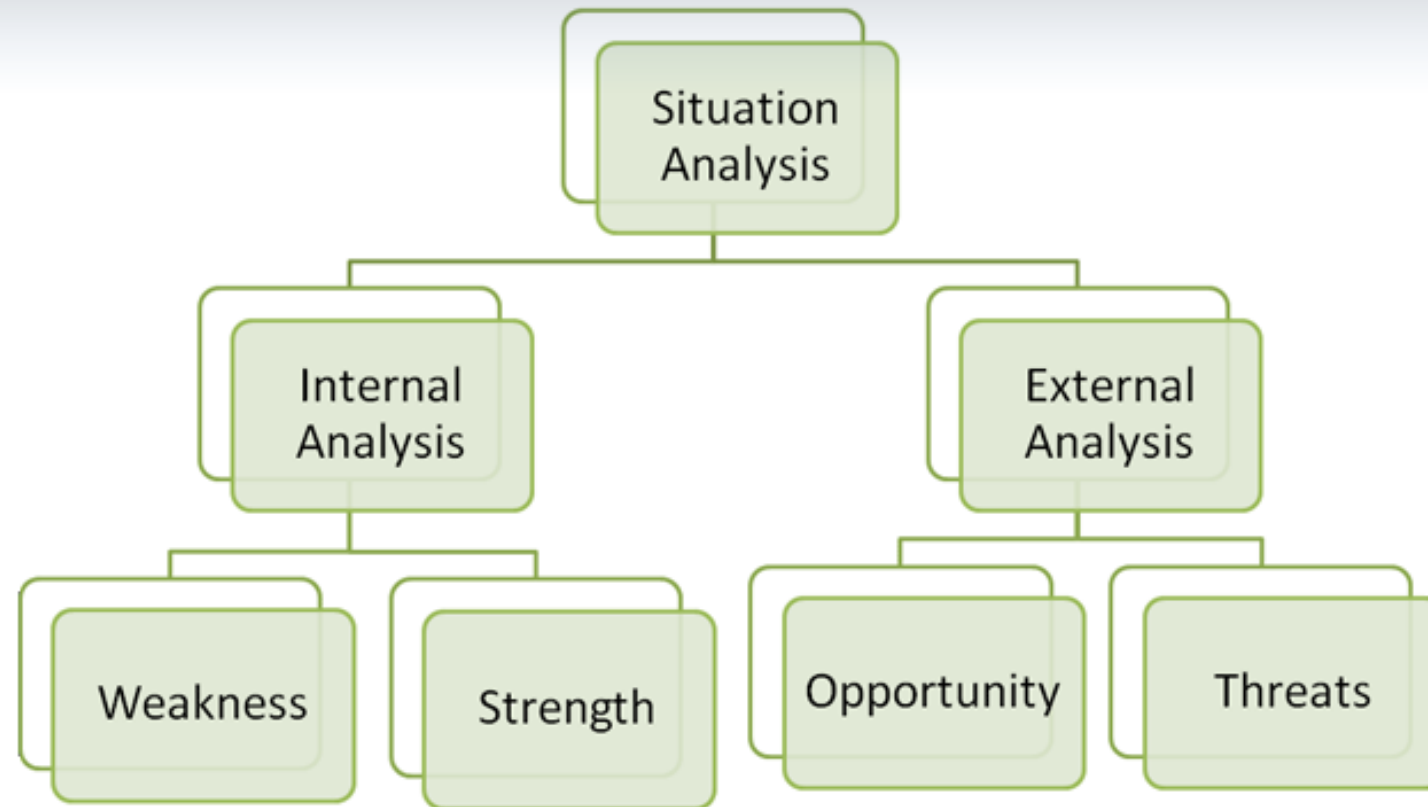 Situation
Analysis
Internal
Analysis
External
Analysis
Weakness
Strength
Opportunity
Threats